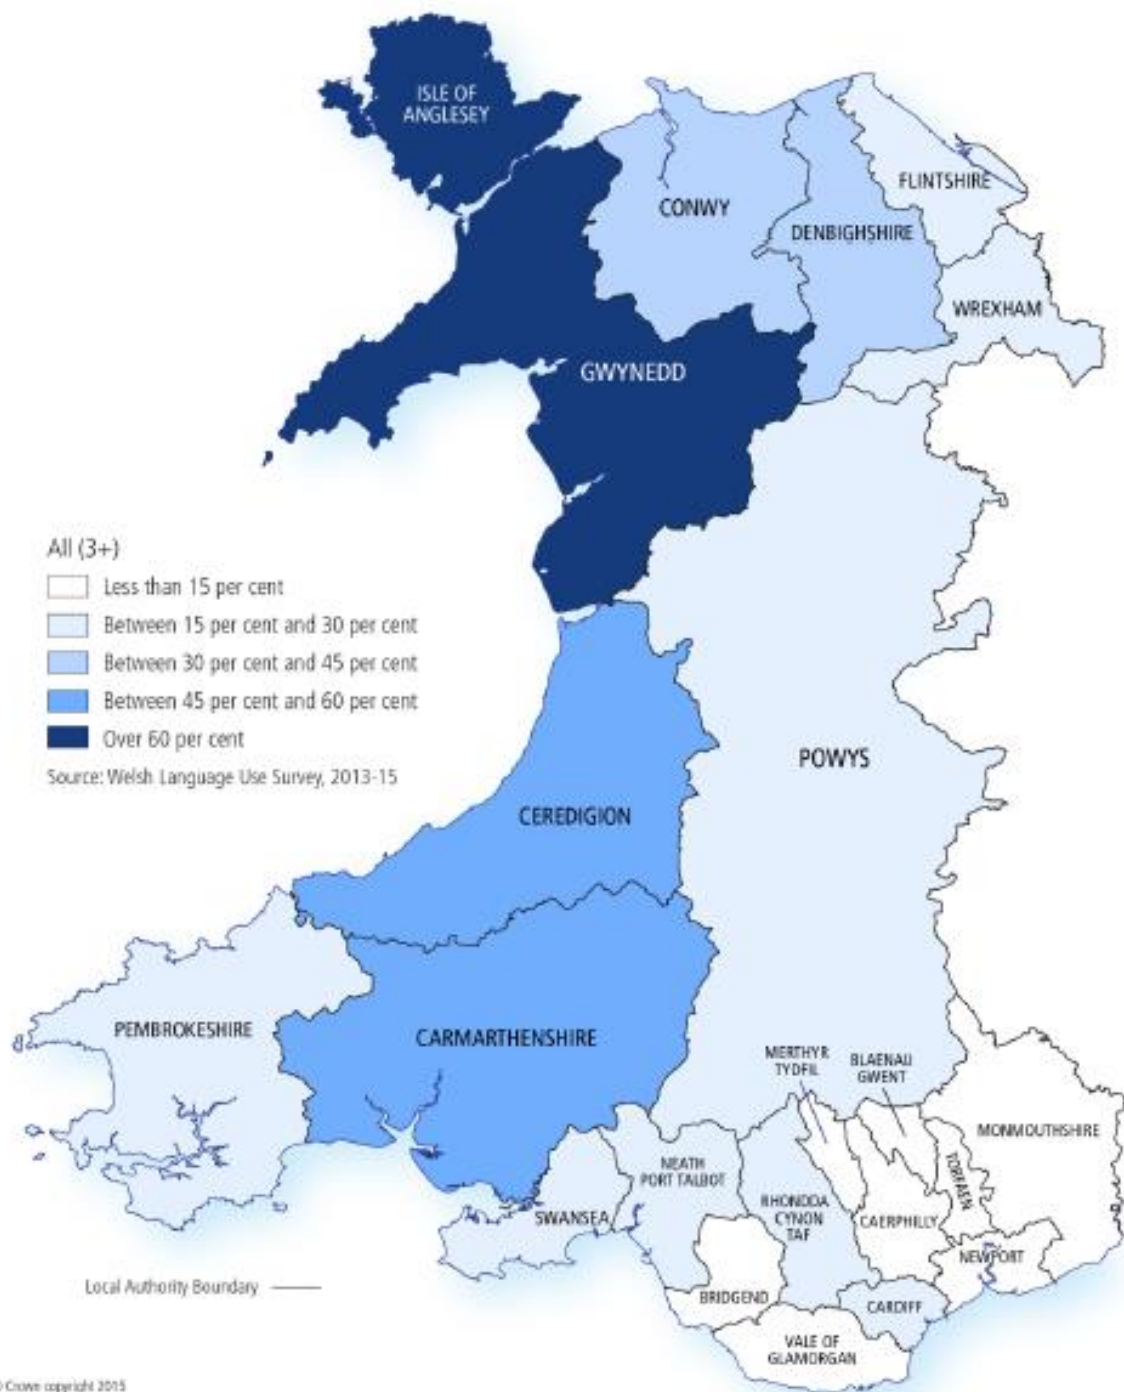 ISLE OF
ANGLESEY
FLINTSHIRE
CONWY
DENBIGHSHIRE
WREXHAM
GWYNEDD
All (3+)
Less than 15 per cent
Between 15 per cent and 30 per cent
Between 30 per cent and 45 per cent
Between 45 per cent and 60 per cent
Over 60 per cent
Source: Welsh Language Use Survey, 2013-15
POWYS
CEREDIGION
PEMBROKESHIRE
CARMARTHENSHIRE
MERTHYR
TYDFIL
BLAENAU
GWENT
MONMOUTHSHIRE
TORFAEN
NEATH
PORT TALBOT
RHONDDA
CYNON
TAF
SWANSEA
CAERPHILLY
NEWPORT
Local Authority Boundary
BRIDGEND
CARDIFF
VALE OF
GLAMORGAN
© Crown copyright 2015